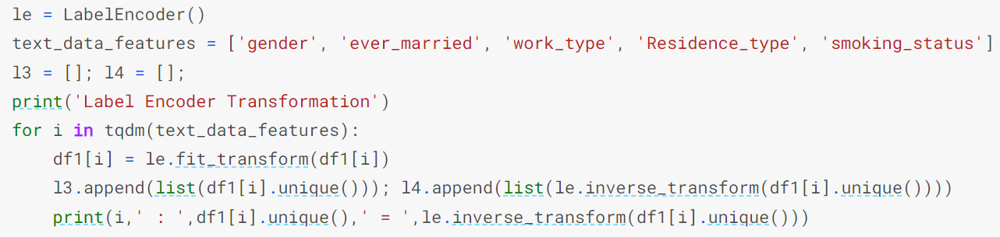 le = LabelEncoder()
text_data_features = ['gender', 'ever_married', 'work_type', 'Residence_type', 'smoking_status']
l3 = []; l4 = [];
print('Label Encoder Transformation')
for i in tqdm(text_data_features):
    df1[i] = le.fit_transform(df1[i])
    l3.append(list(df1[i].unique())); l4.append(list(le.inverse_transform(df1[i].unique())))
    print(i,' : ',df1[i].unique(),' = ',le.inverse_transform(df1[i].unique()))